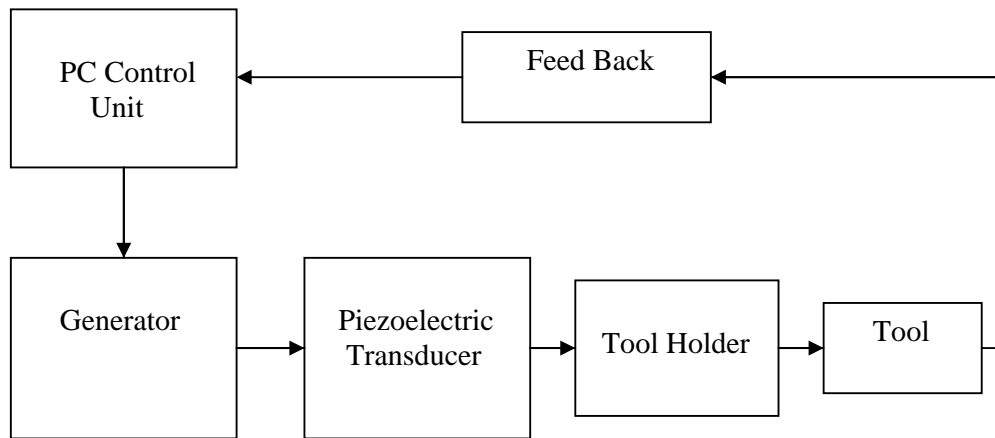 PC Control
Unit
Feed Back
Generator
Piezoelectric
Transducer
Tool Holder
Tool